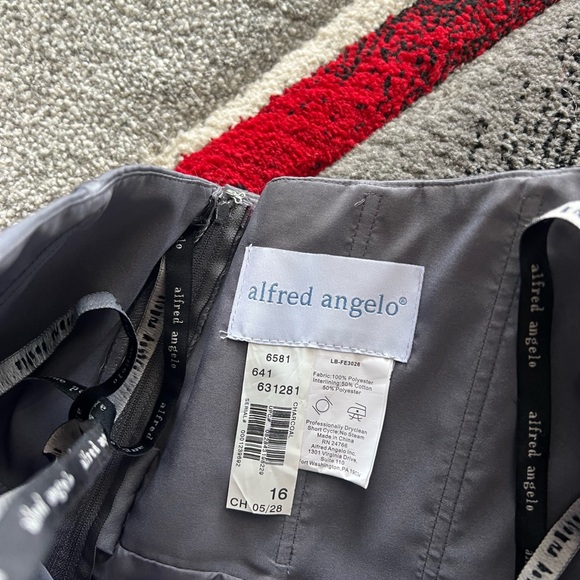 alfred angelo®
6581
641
631281
CHARCOAL
16
CH 05/28
LB-FE3026
Fabric:100% Polyester
Interlining:50% Cotton
50% Polyester
Professionally Dryclean
Short Cycle:No Steam
Made in China
RN 24766
Alfred Angelo Inc.
1301 Virginia Drive,
Suite 110
Fort Washington, PA
alfred angelo
alfred angelo
alfred angelo